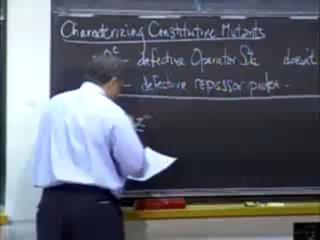 Characterizing Constitutive Mutants
O^c defective Operator Site doesn't
- defective repressor protein -